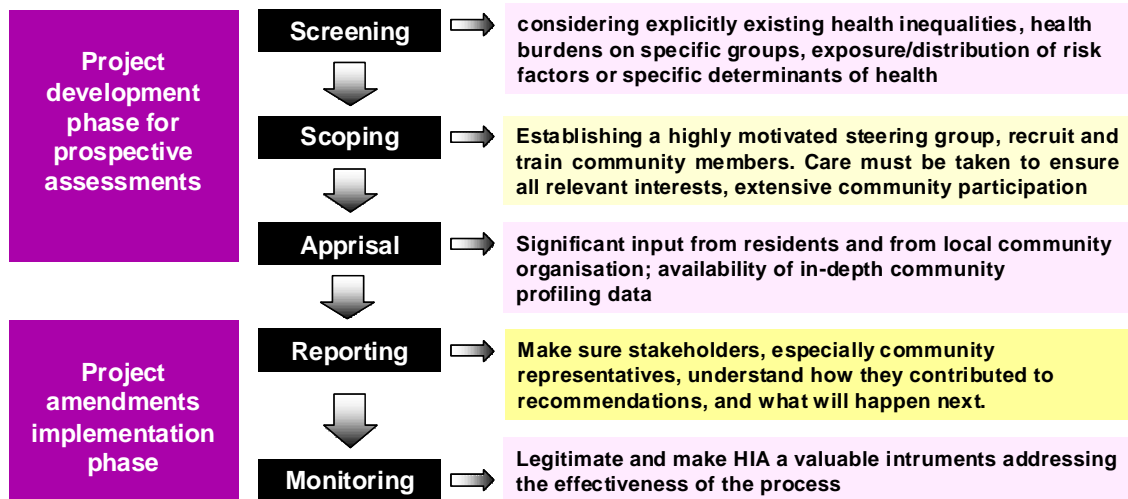 Project
development
phase for
prospective
assessments
Screening
considering explicitly existing health inequalities, health
burdens on specific groups, exposure/distribution of risk
factors or specific determinants of health
Scoping
Establishing a highly motivated steering group, recruit and
train community members. Care must be taken to ensure
all relevant interests, extensive community participation
Apprisal
Significant input from residents and from local community
organisation; availability of in-depth community
profiling data
Project
amendments
implementation
phase
Reporting
Make sure stakeholders, especially community
representatives, understand how they contributed to
recommendations, and what will happen next.
Monitoring
Legitimate and make HIA a valuable intruments addressing
the effectiveness of the process